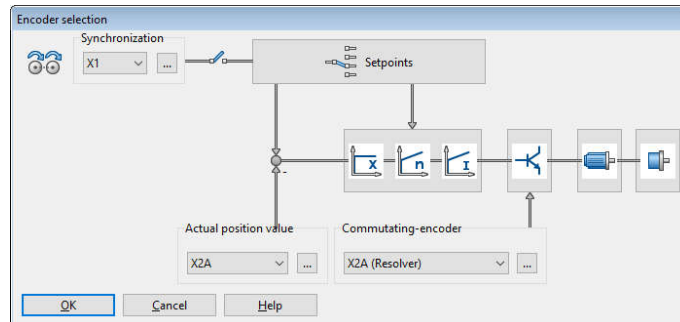 Encoder selection
Synchronization
X1
...
Setpoints
-
x
n
I
Actual position value
Commutating-encoder
X2A
...
X2A (Resolver)
...
OK
Cancel
Help